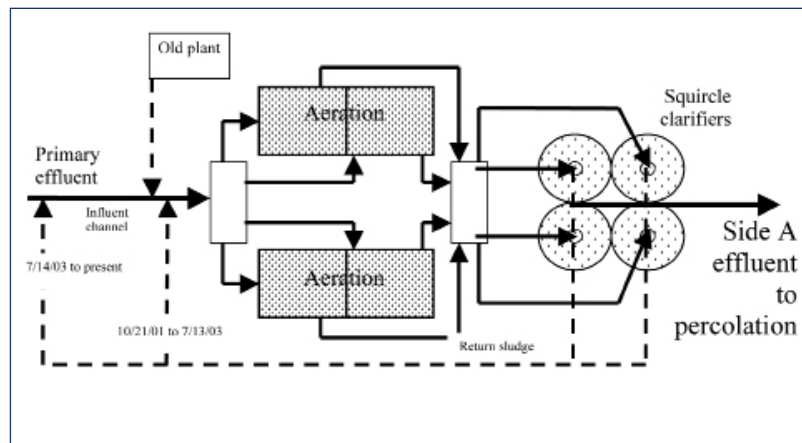 Old plant
Aeration
Squircle
clarifiers
Primary
effluent
Influent
channel
Side A
effluent
to
percolation
7/14/03 to present
Aeration
10/21/01 to 7/13/03
Return sludge